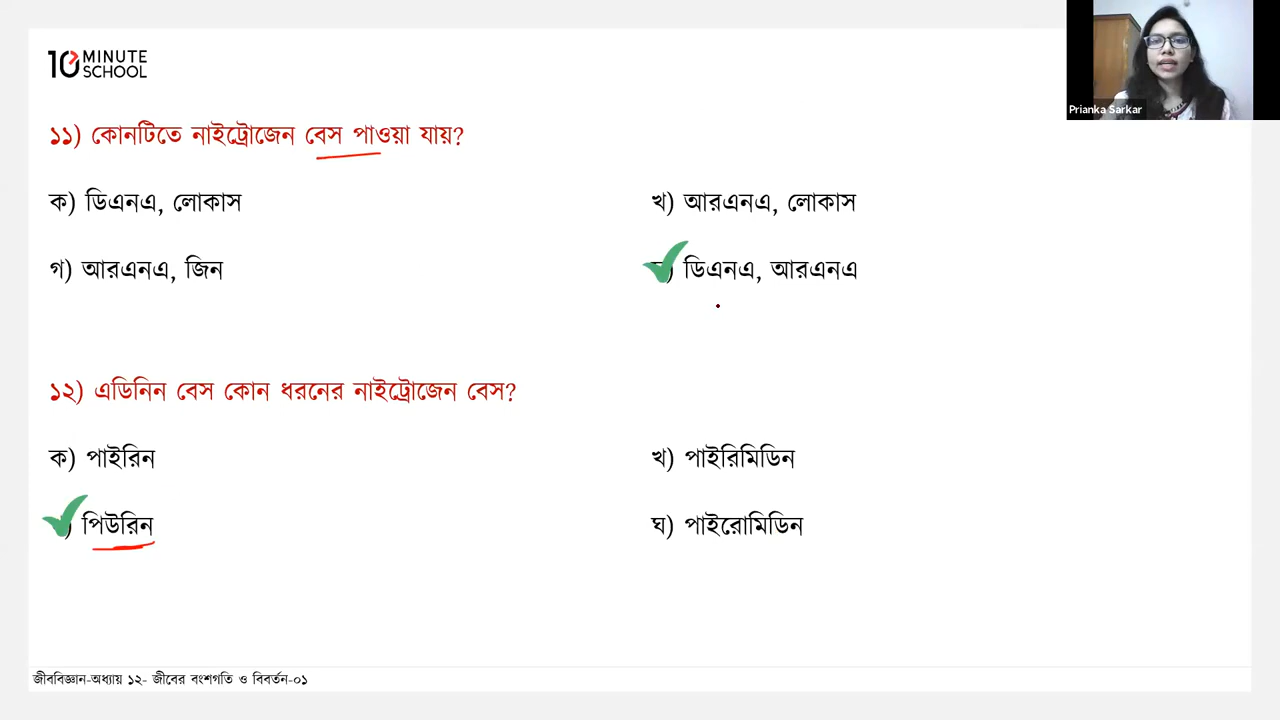 10 MINUTE SCHOOL
Prianka Sarkar
১১) কোনটিতে নাইট্রোজেন বেস পাওয়া যায়?
ক) ডিএনএ, লোকাস
খ) আরএনএ, লোকাস
গ) আরএনএ, জিন
) ডিএনএ, আরএনএ
১২) এডিনিন বেস কোন ধরনের নাইট্রোজেন বেস?
ক) পাইরিন
খ) পাইরিমিডিন
) পিউরিন
ঘ) পাইরোমিডিন
জীববিজ্ঞান-অধ্যায় ১২- জীবের বংশগতি ও বিবর্তন-০১